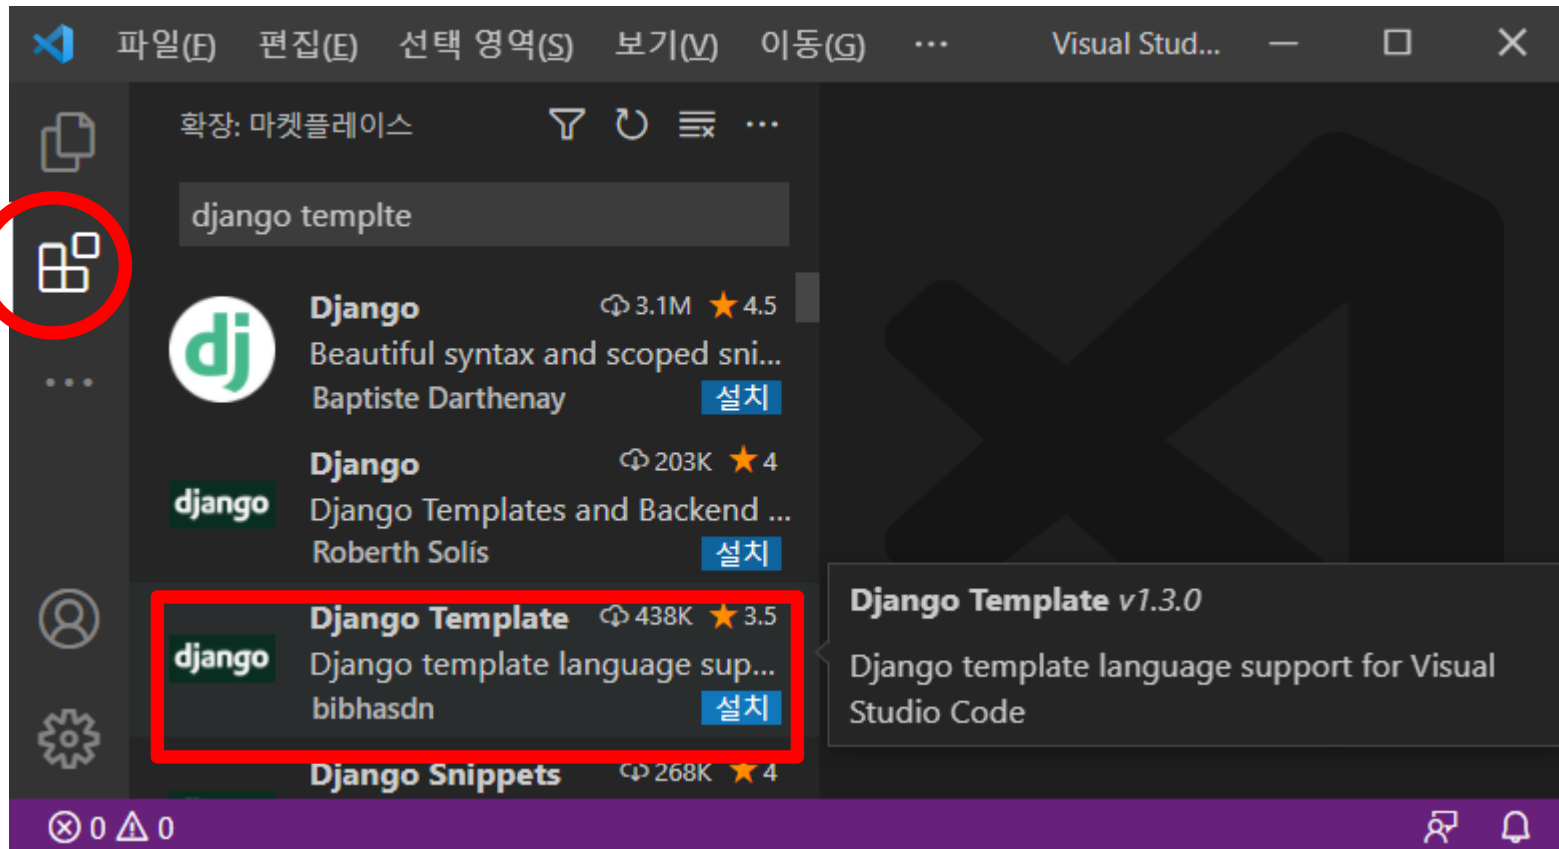 파일(F) 편집(E) 선택 영역(S) 보기(V) 이동(G) ··· Visual Stud...
확장: 마켓플레이스
django templte
dj
Django 3.1M ★ 4.5
Beautiful syntax and scoped sni...
Baptiste Darthenay 설치
django
Django 203K ★ 4
Django Templates and Backend ...
Roberth Solís 설치
django
Django Template 438K ★ 3.5
Django template language sup...
bibhasdn 설치
Django Snippets 268K ★ 4
Django Template v1.3.0
Django template language support for Visual
Studio Code
0 0